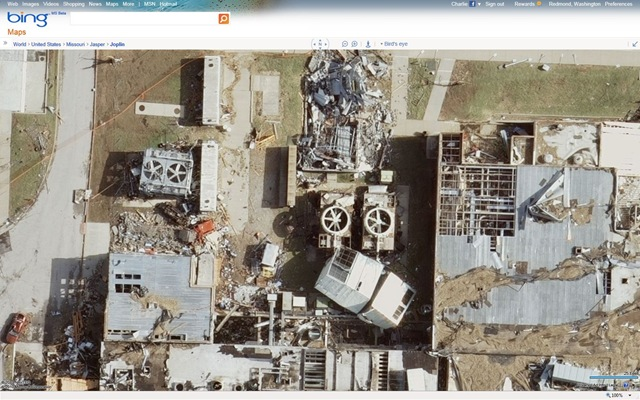 Web Images Videos Shopping News Maps More | MSN Hotmail
Charlie f | Sign out Rewards Redmond, Washington Preferences
bing
Maps
World › United States › Missouri › Jasper › Joplin
N
Bird's eye
100%